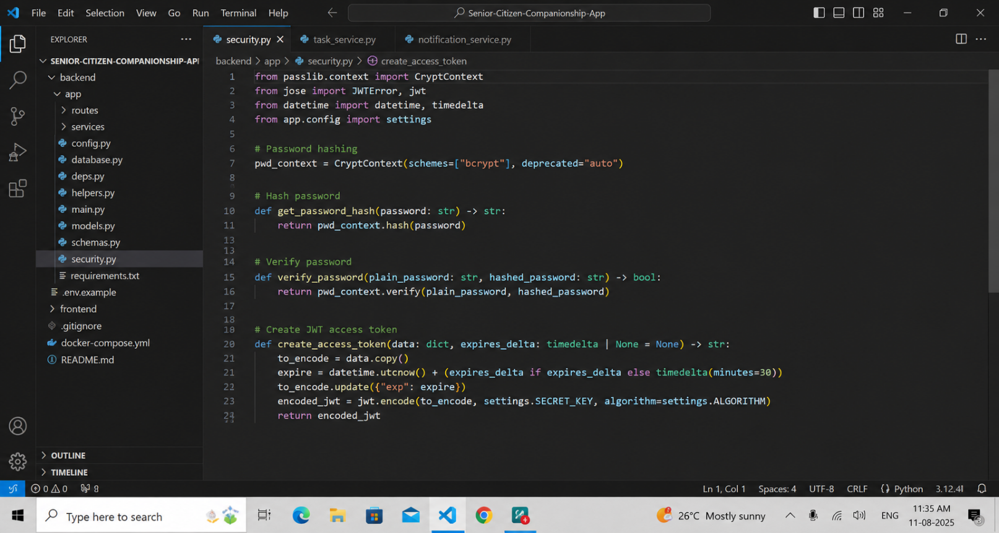 File Edit Selection View Go Run Terminal Help
Senior-Citizen-Companionship-App
EXPLORER
SENIOR-CITIZEN-COMPANIONSHIP-API
backend
app
routes
services
config.py
database.py
deps.py
helpers.py
main.py
models.py
schemas.py
security.py
requirements.txt
.env.example
frontend
.gitignore
docker-compose.yml
README.md
OUTLINE
TIMELINE
security.py task_service.py notification_service.py
backend > app > security.py > create_access_token
1 from passlib.context import CryptContext
2 from jose import JWTError, jwt
3 from datetime import datetime, timedelta
4 from app.config import settings
5
6 # Password hashing
7 pwd_context = CryptContext(schemes=["bcrypt"], deprecated="auto")
8
9 # Hash password
10 def get_password_hash(password: str) -> str:
11 return pwd_context.hash(password)
13
13
14 # Verify password
15 def verify_password(plain_password: str, hashed_password: str) -> bool:
16 return pwd_context.verify(plain_password, hashed_password)
17
18
18 # Create JWT access token
20 def create_access_token(data: dict, expires_delta: timedelta | None = None) -> str:
21 to_encode = data.copy()
21 expire = datetime.utcnow() + (expires_delta if expires_delta else timedelta(minutes=30))
22 to_encode.update({"exp": expire})
23 encoded_jwt = jwt.encode(to_encode, settings.SECRET_KEY, algorithm=settings.ALGORITHM)
24 return encoded_jwt
0 0 8
Ln 1, Col 1 Spaces: 4 UTF-8 CRLF {} Python
Type here to search
4
26°C Mostly sunny
ENG
11:35 AM
11-08-2025
3